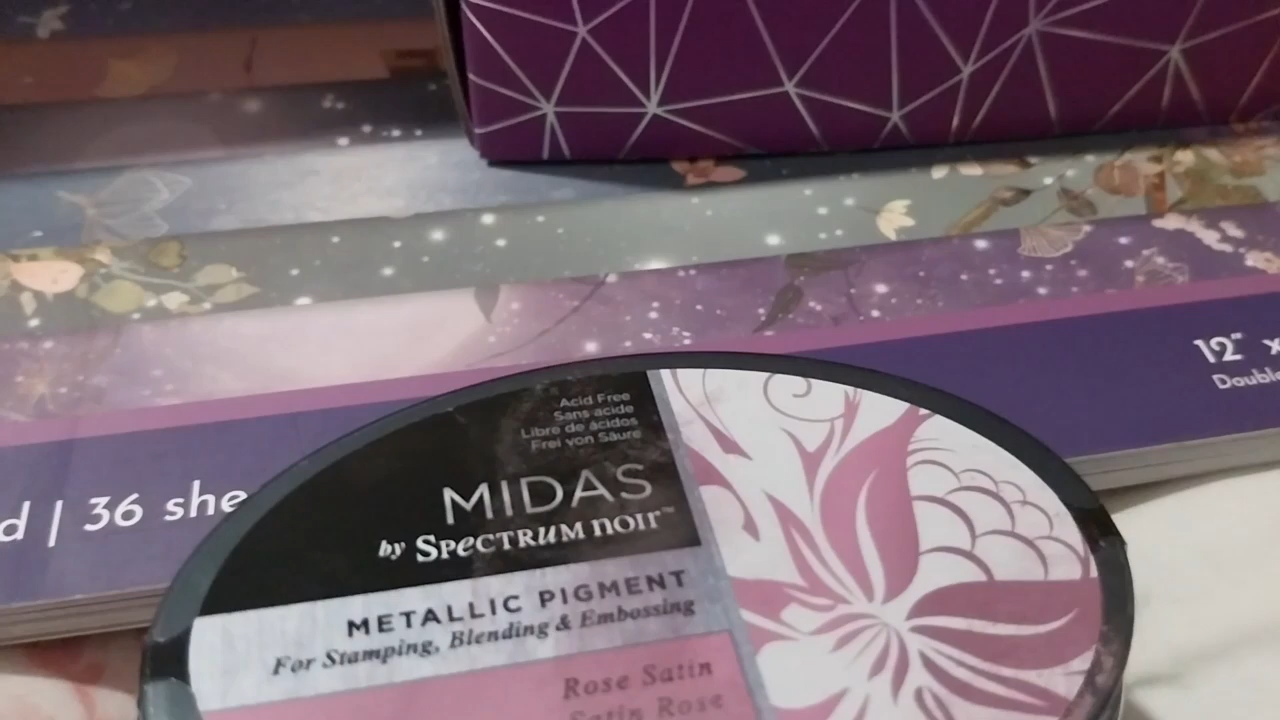 12" x
Double
d | 36 she
Acid Free
Sans acide
Libre de ácidos
Frei von Säure
MIDAS
by SPECTRUM NOIR™
METALLIC PIGMENT
For Stamping, Blending & Embossing
Rose Satin
Satin Rose